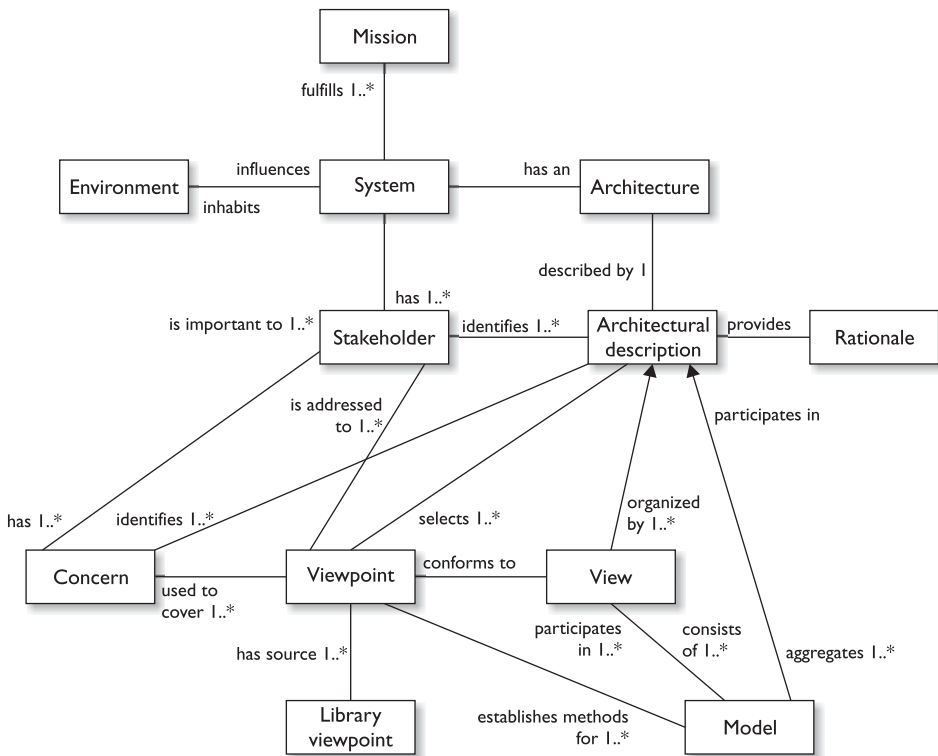 Mission
fulfills 1..*
influences
has an
Environment
System
Architecture
inhabits
described by 1
has 1..*
is important to 1..*
identifies 1..*
Stakeholder
Architectural
description
provides
Rationale
is addressed
to 1..*
participates in
has 1..*
identifies 1..*
selects 1..*
organized
by 1..*
Concern
Viewpoint
conforms to
View
used to
cover 1..*
participates
in 1..*
consists
of 1..*
has source 1..*
aggregates 1..*
Library
viewpoint
establishes methods
for 1..*
Model